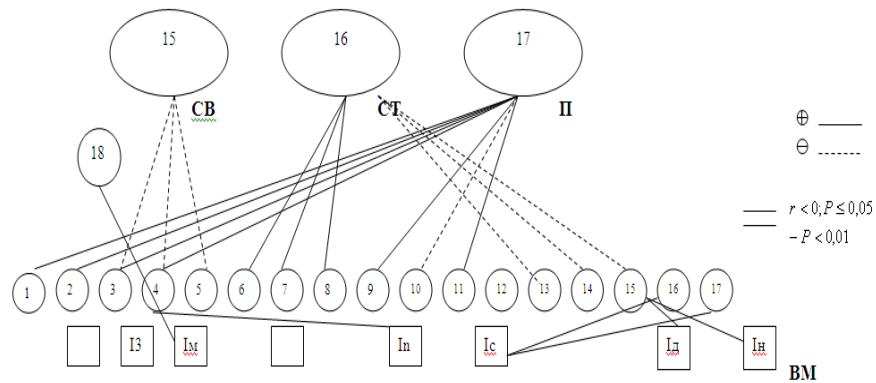 15 16 17
СВ СТ П
18
⊕
⊖
r < 0; P ≤ 0,05
− P < 0,01
1 2 3 4 5 6 7 8 9 10 11 12 13 14 15 16 17
I3 Iм In Iс Iд Iн
ВМ